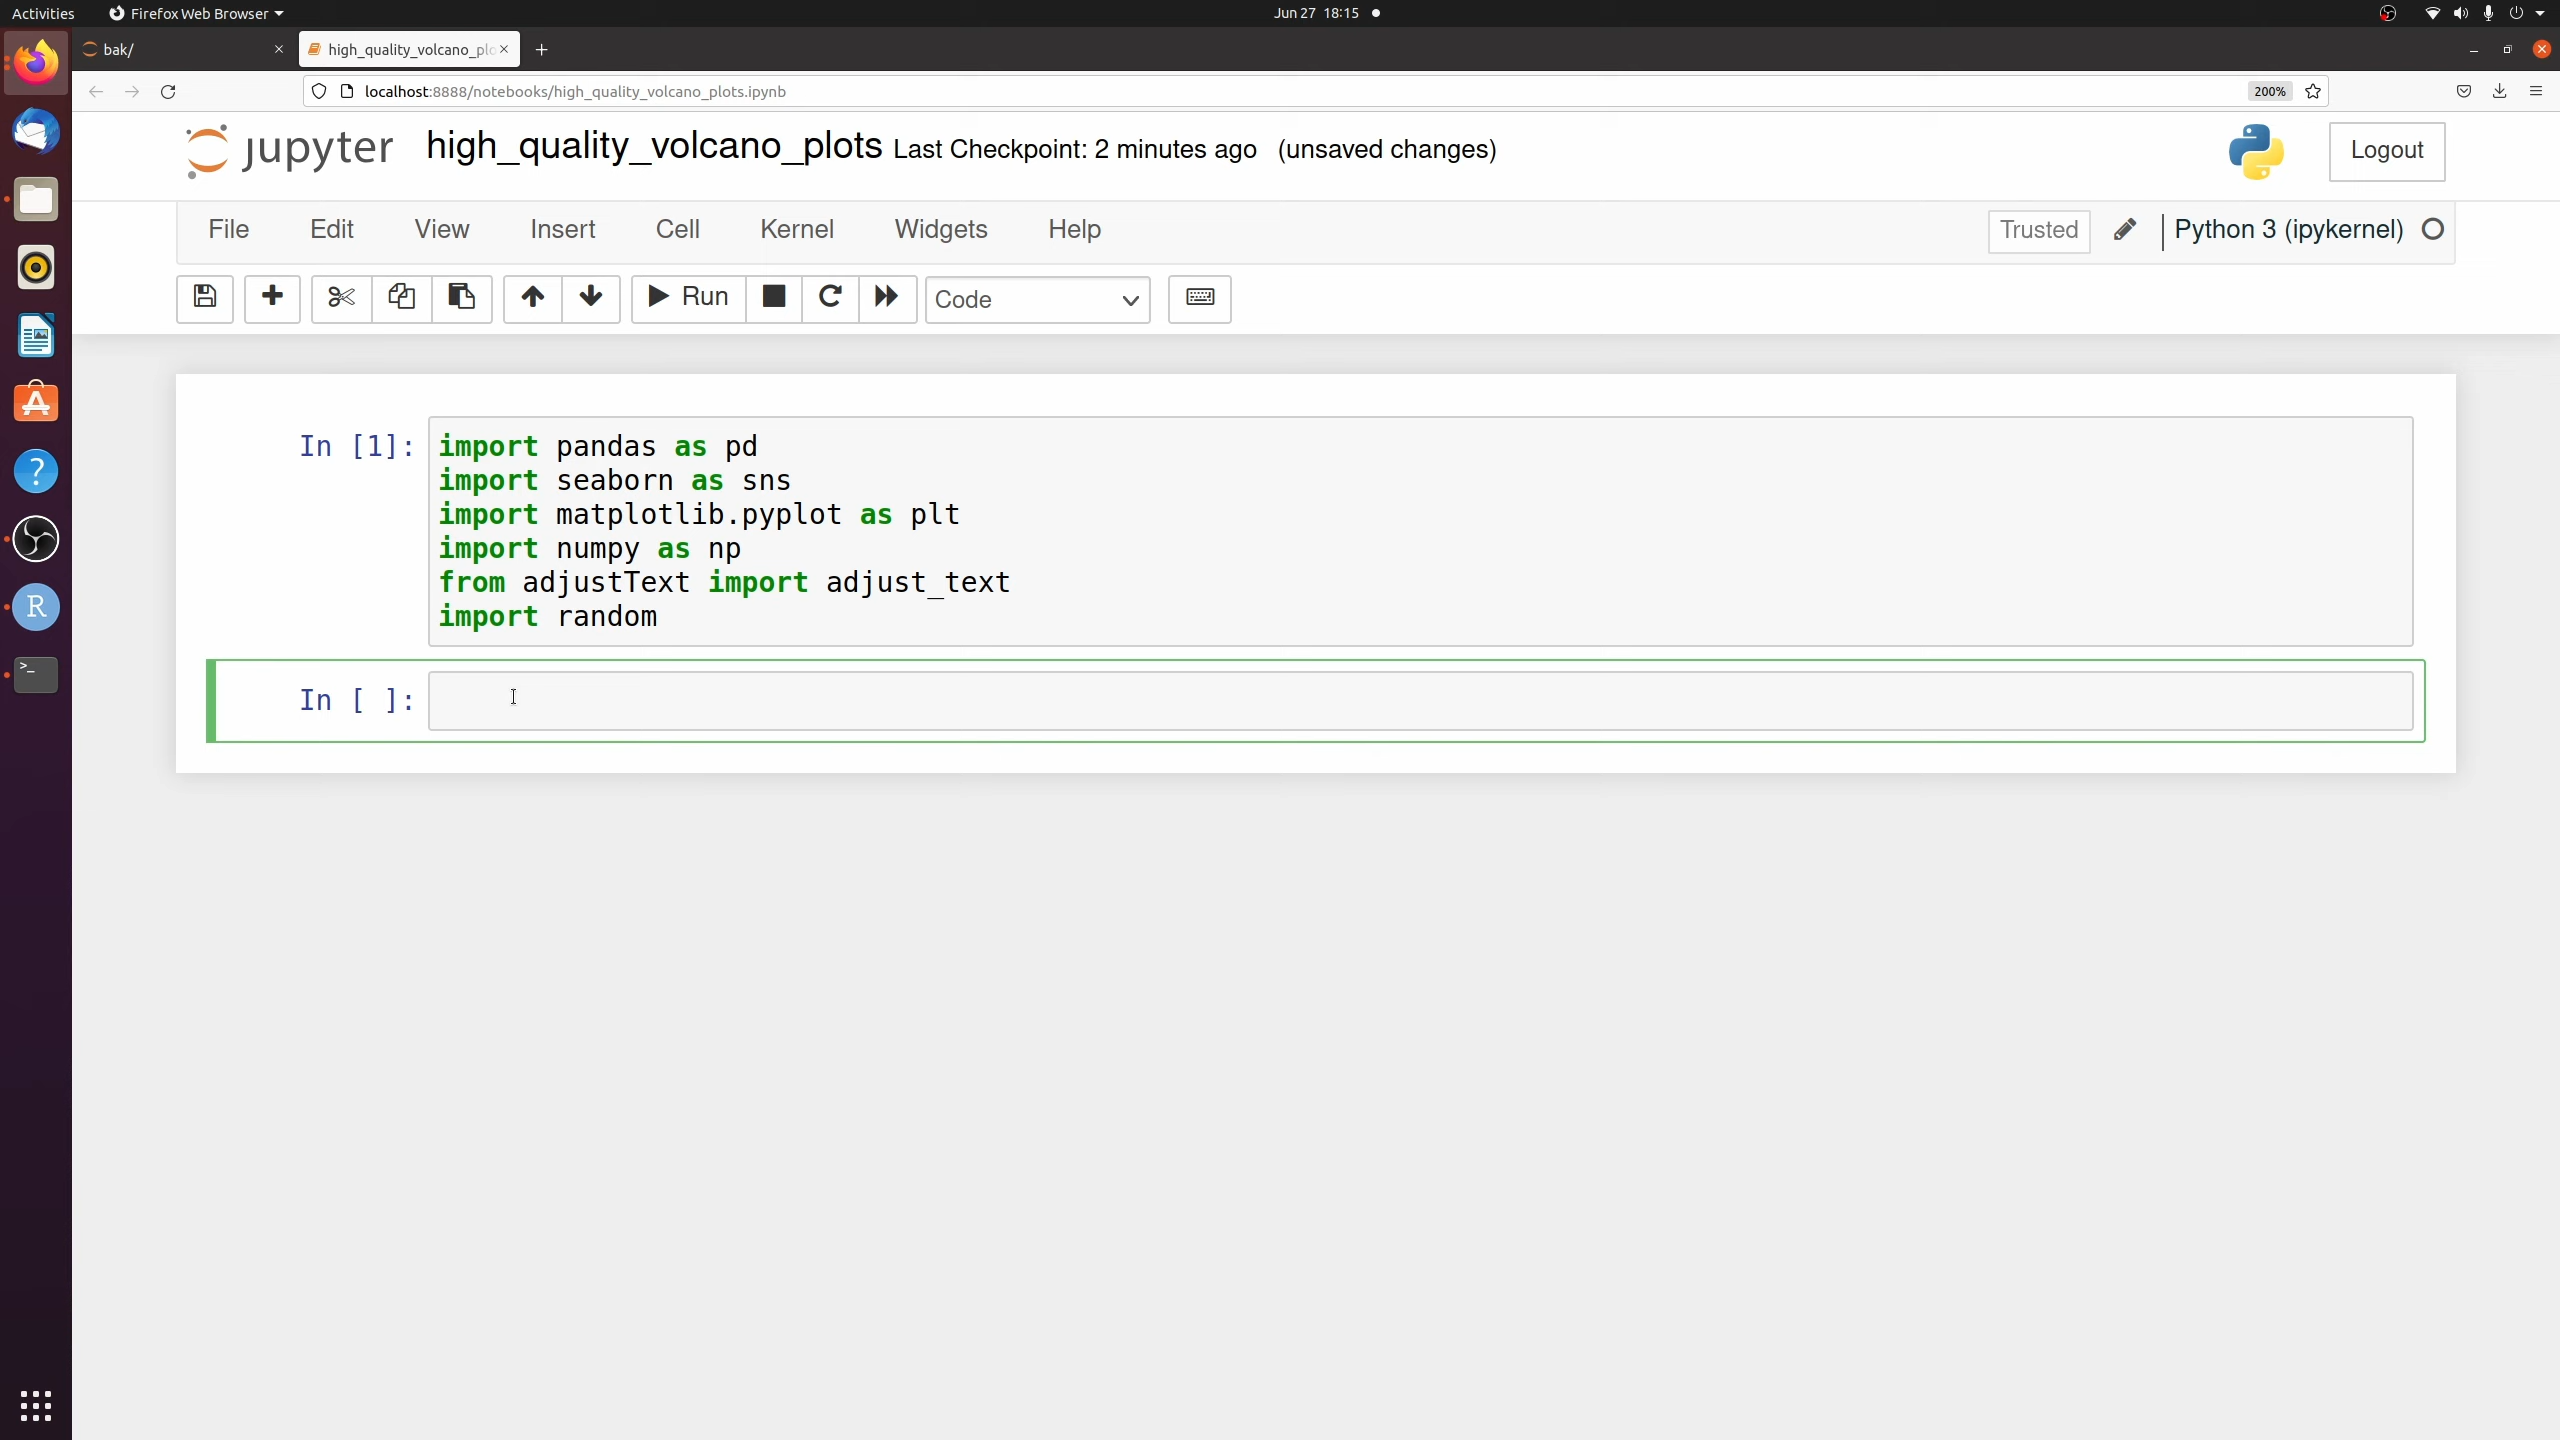 Activities Firefox Web Browser Jun 27 18:15
bak/ high_quality_volcano_plo
localhost:8888/notebooks/high_quality_volcano_plots.ipynb 200%
jupyter high_quality_volcano_plots Last Checkpoint: 2 minutes ago (unsaved changes) Logout
File Edit View Insert Cell Kernel Widgets Help Trusted Python 3 (ipykernel)
Run Code
In [1]: import pandas as pd
import seaborn as sns
import matplotlib.pyplot as plt
import numpy as np
from adjustText import adjust_text
import random
In [ ]: